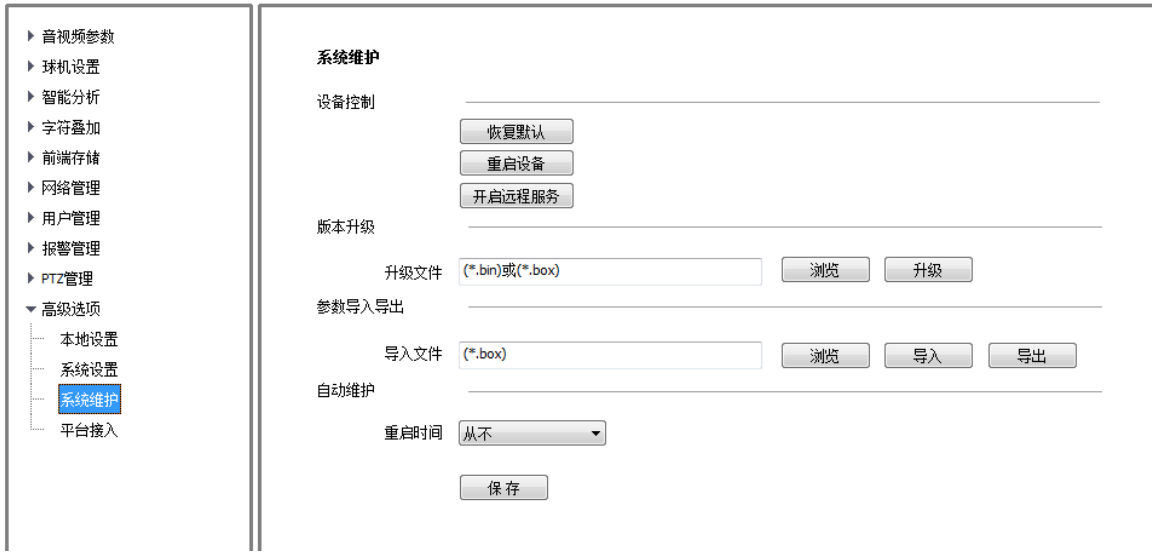 音视频参数
球机设置
智能分析
字符叠加
前端存储
网络管理
用户管理
报警管理
PTZ管理
高级选项
本地设置
系统设置
系统维护
平台接入
系统维护
设备控制
恢复默认
重启设备
开启远程服务
版本升级
升级文件 (*.bin)或(*.box) 浏览 升级
参数导入导出
导入文件 (*.box) 浏览 导入 导出
自动维护
重启时间 从不
保存